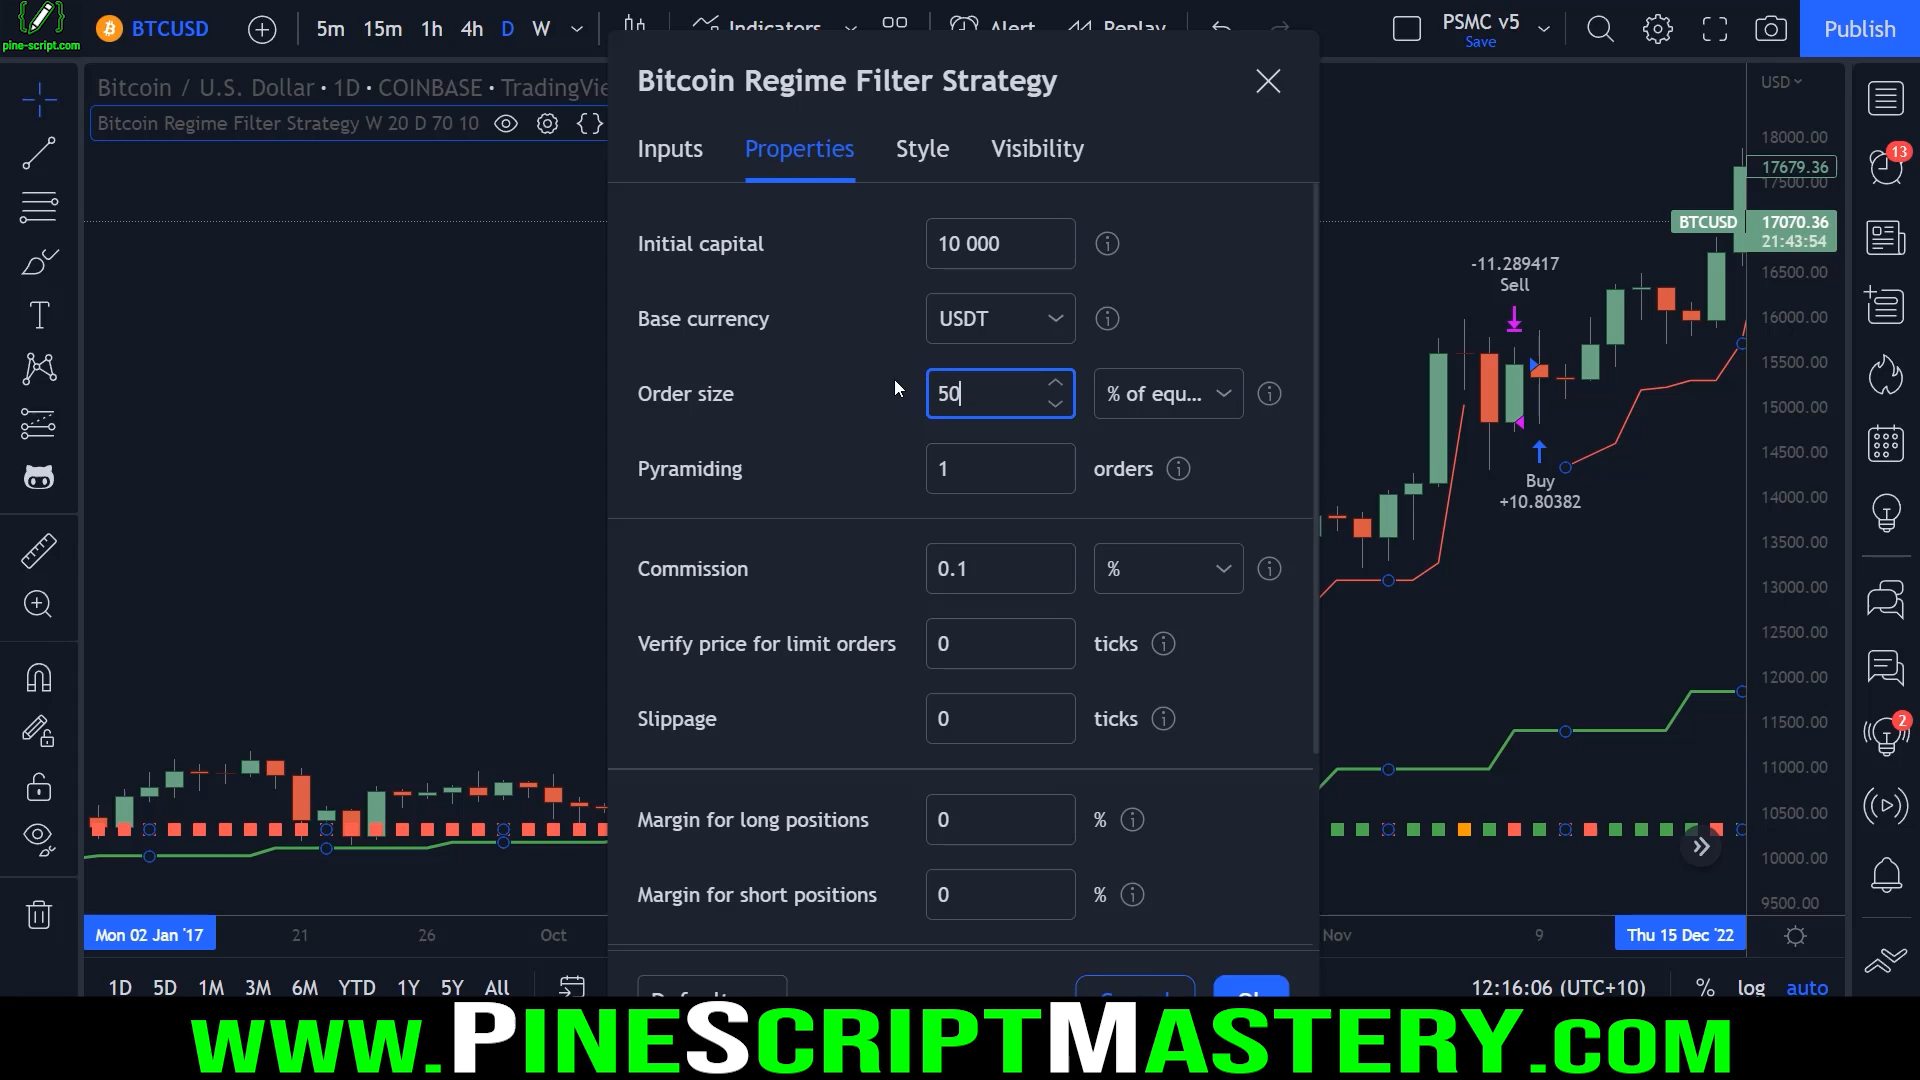 pine-script.com
BTCUSD
5m 15m 1h 4h D W
Indicators
Alert
Replay
PSMC v5
Save
Publish
Bitcoin / U.S. Dollar · 1D · COINBASE · TradingVie
Bitcoin Regime Filter Strategy W 20 D 70 10
Bitcoin Regime Filter Strategy
Inputs Properties Style Visibility
Initial capital 10 000
Base currency USDT
Order size 50 % of equ...
Pyramiding 1 orders
Commission 0.1 %
Verify price for limit orders 0 ticks
Slippage 0 ticks
Margin for long positions 0 %
Margin for short positions 0 %
-11.289417
Sell
Buy
+10.80382
USD
18000.00
17679.36
17500.00
BTCUSD 17070.36
21:43:54
16500.00
16000.00
15500.00
15000.00
14500.00
14000.00
13500.00
13000.00
12500.00
12000.00
11500.00
11000.00
10500.00
10000.00
9500.00
13
2
Mon 02 Jan '17 21 26 Oct Nov 9 Thu 15 Dec '22
1D 5D 1M 3M 6M YTD 1Y 5Y All
12:16:06 (UTC+10) % log auto
www.PineScriptMastery.com